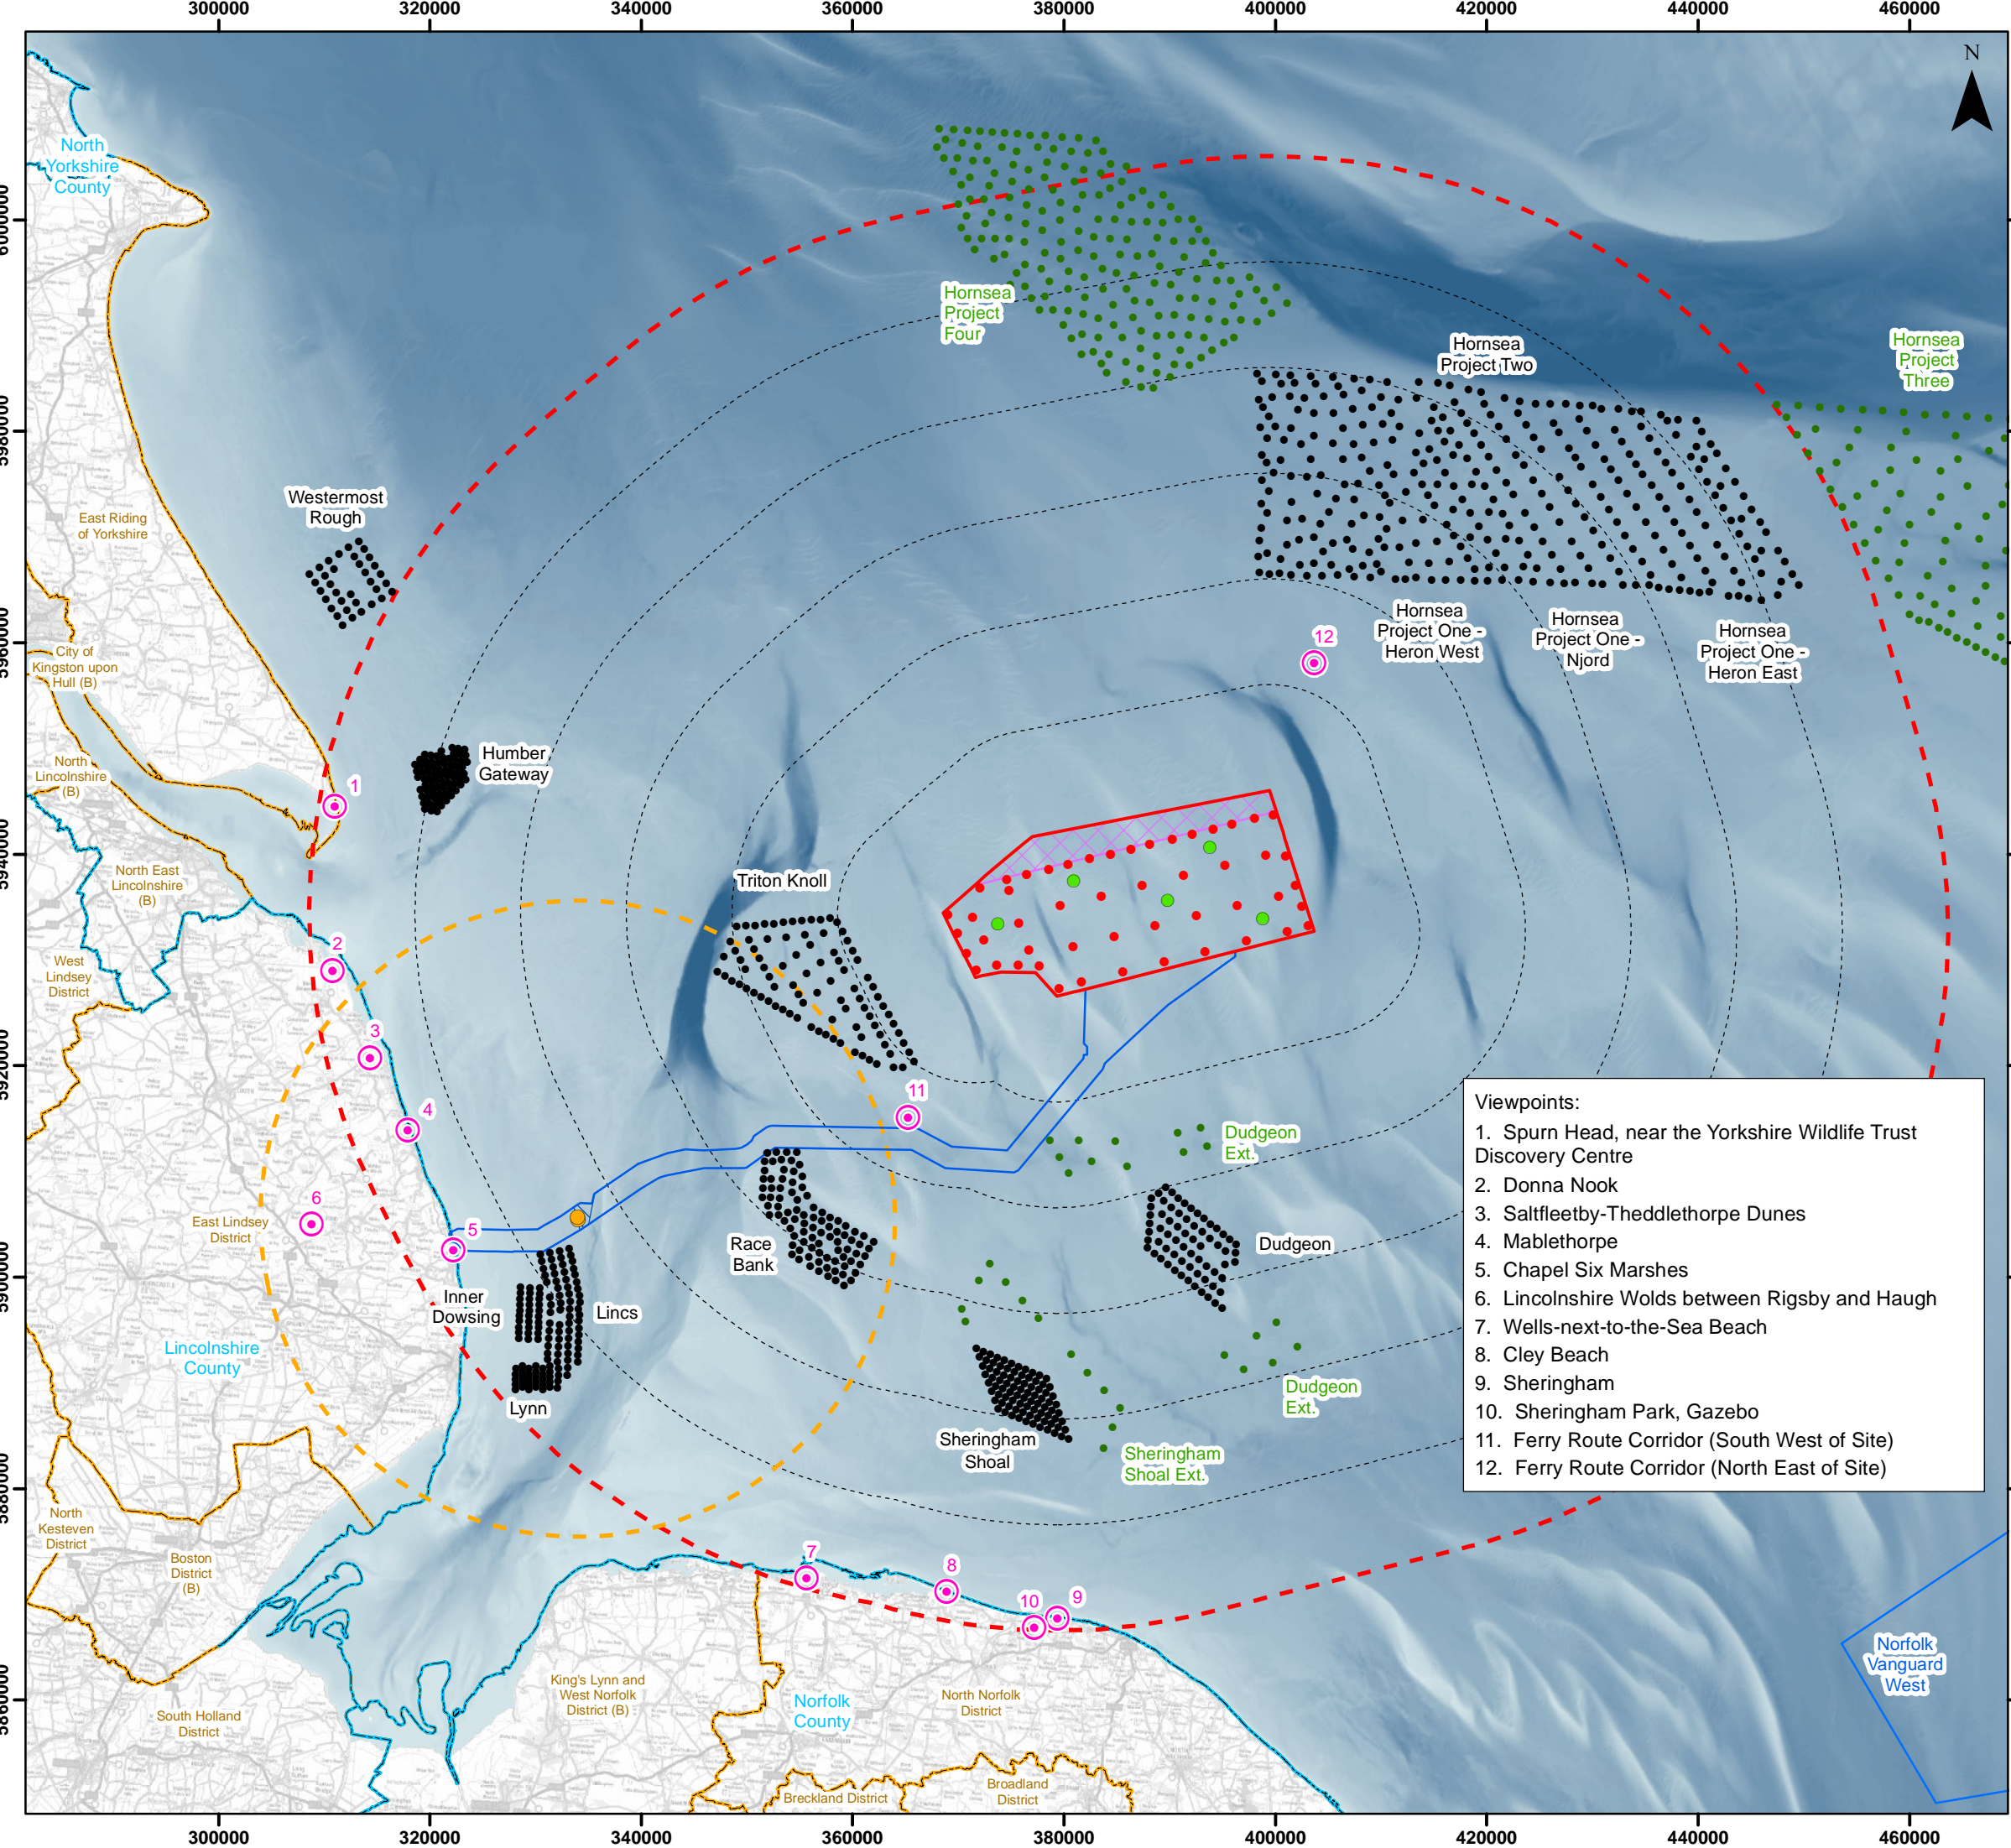 300000 320000 340000 360000 380000 400000 420000 440000 460000
N
North
Yorkshire
County
Hornsea
Project
Four
Hornsea
Project Two
Hornsea
Project
Three
Westermost
Rough
East Riding
of Yorkshire
Hornsea
Project One -
Heron West
Hornsea
Project One -
Njord
Hornsea
Project One -
Heron East
12
City of
Kingston upon
Hull (B)
North
Lincolnshire
(B)
Humber
Gateway
1
North East
Lincolnshire
(B)
Triton Knoll
2
West
Lindsey
District
3
4
11
Dudgeon
Ext.
6
East Lindsey
District
5
Race
Bank
Dudgeon
Inner
Dowsing
Lincs
Lincolnshire
County
Lynn
Dudgeon
Ext.
Sheringham
Shoal
Sheringham
Shoal Ext.
Viewpoints:
1. Spurn Head, near the Yorkshire Wildlife Trust
Discovery Centre
2. Donna Nook
3. Saltfleetby-Theddlethorpe Dunes
4. Mablethorpe
5. Chapel Six Marshes
6. Lincolnshire Wolds between Rigsby and Haugh
7. Wells-next-to-the-Sea Beach
8. Cley Beach
9. Sheringham
10. Sheringham Park, Gazebo
11. Ferry Route Corridor (South West of Site)
12. Ferry Route Corridor (North East of Site)
North
Kesteven
District
Boston
District
(B)
7
8
10
9
South Holland
District
King's Lynn and
West Norfolk
District (B)
Norfolk
County
North Norfolk
District
Norfolk
Vanguard
West
Breckland District
Broadland
District
300000 320000 340000 360000 380000 400000 420000 440000 460000